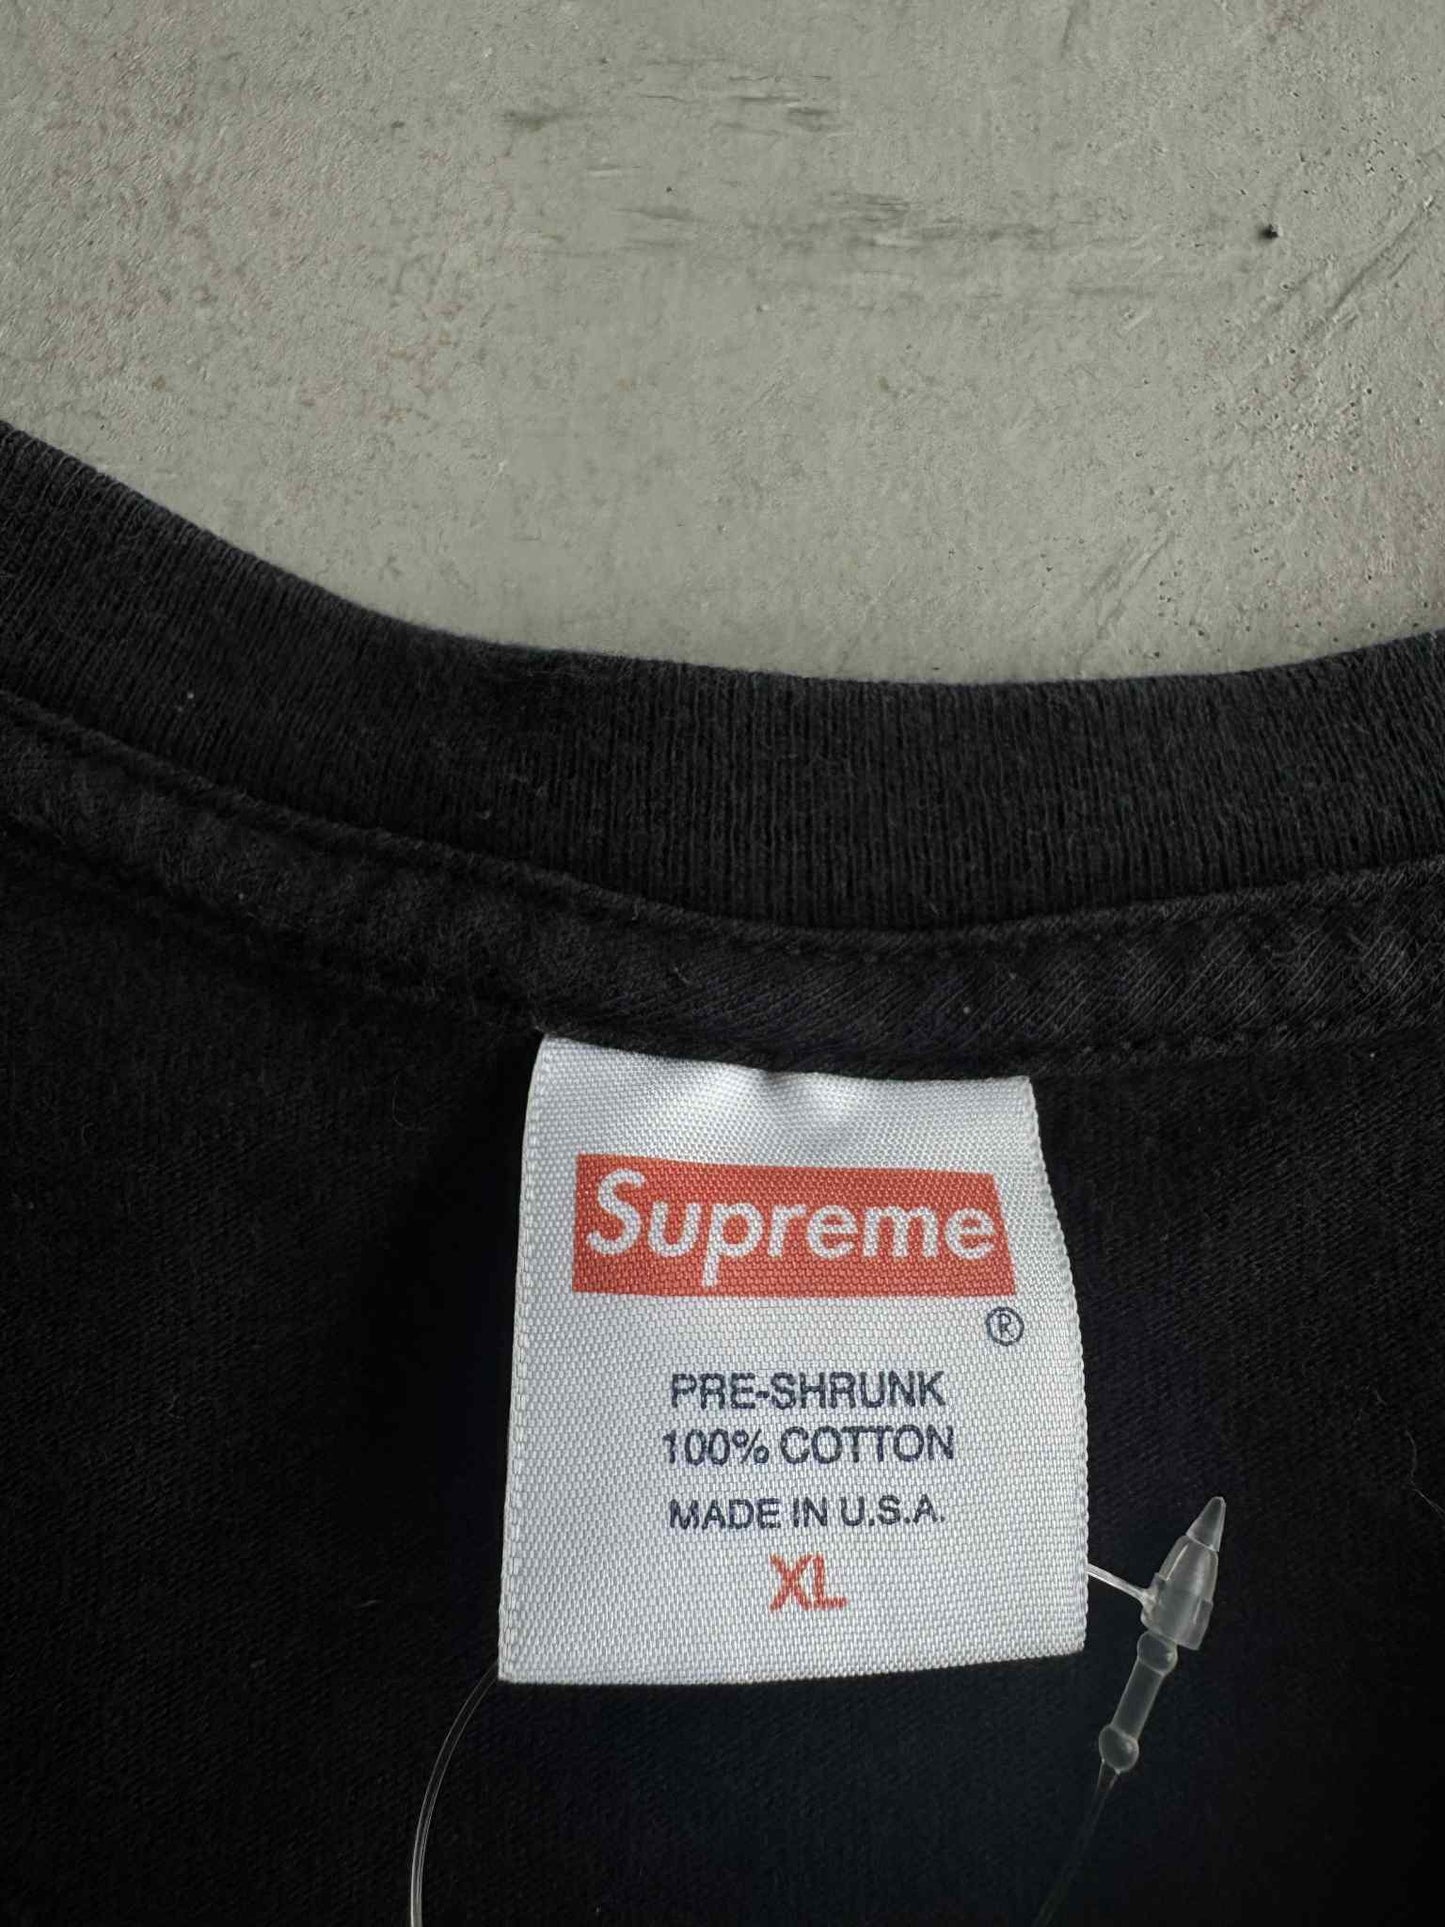 Supreme
®
PRE-SHRUNK
100% COTTON
MADE IN U.S.A.
XL